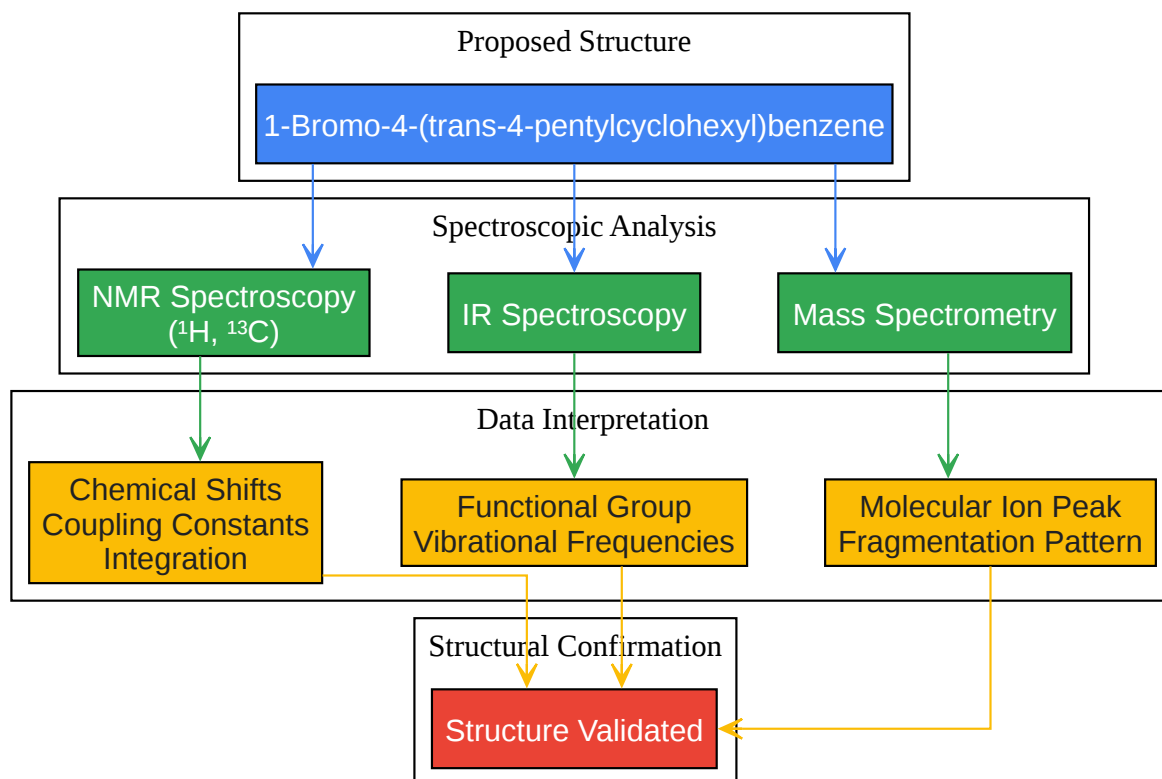 Proposed Structure
1-Bromo-4-(trans-4-pentylcyclohexyl)benzene
Spectroscopic Analysis
NMR Spectroscopy
(¹H, ¹³C)
IR Spectroscopy
Mass Spectrometry
Data Interpretation
Chemical Shifts
Coupling Constants
Integration
Functional Group
Vibrational Frequencies
Molecular Ion Peak
Fragmentation Pattern
Structural Confirmation
Structure Validated